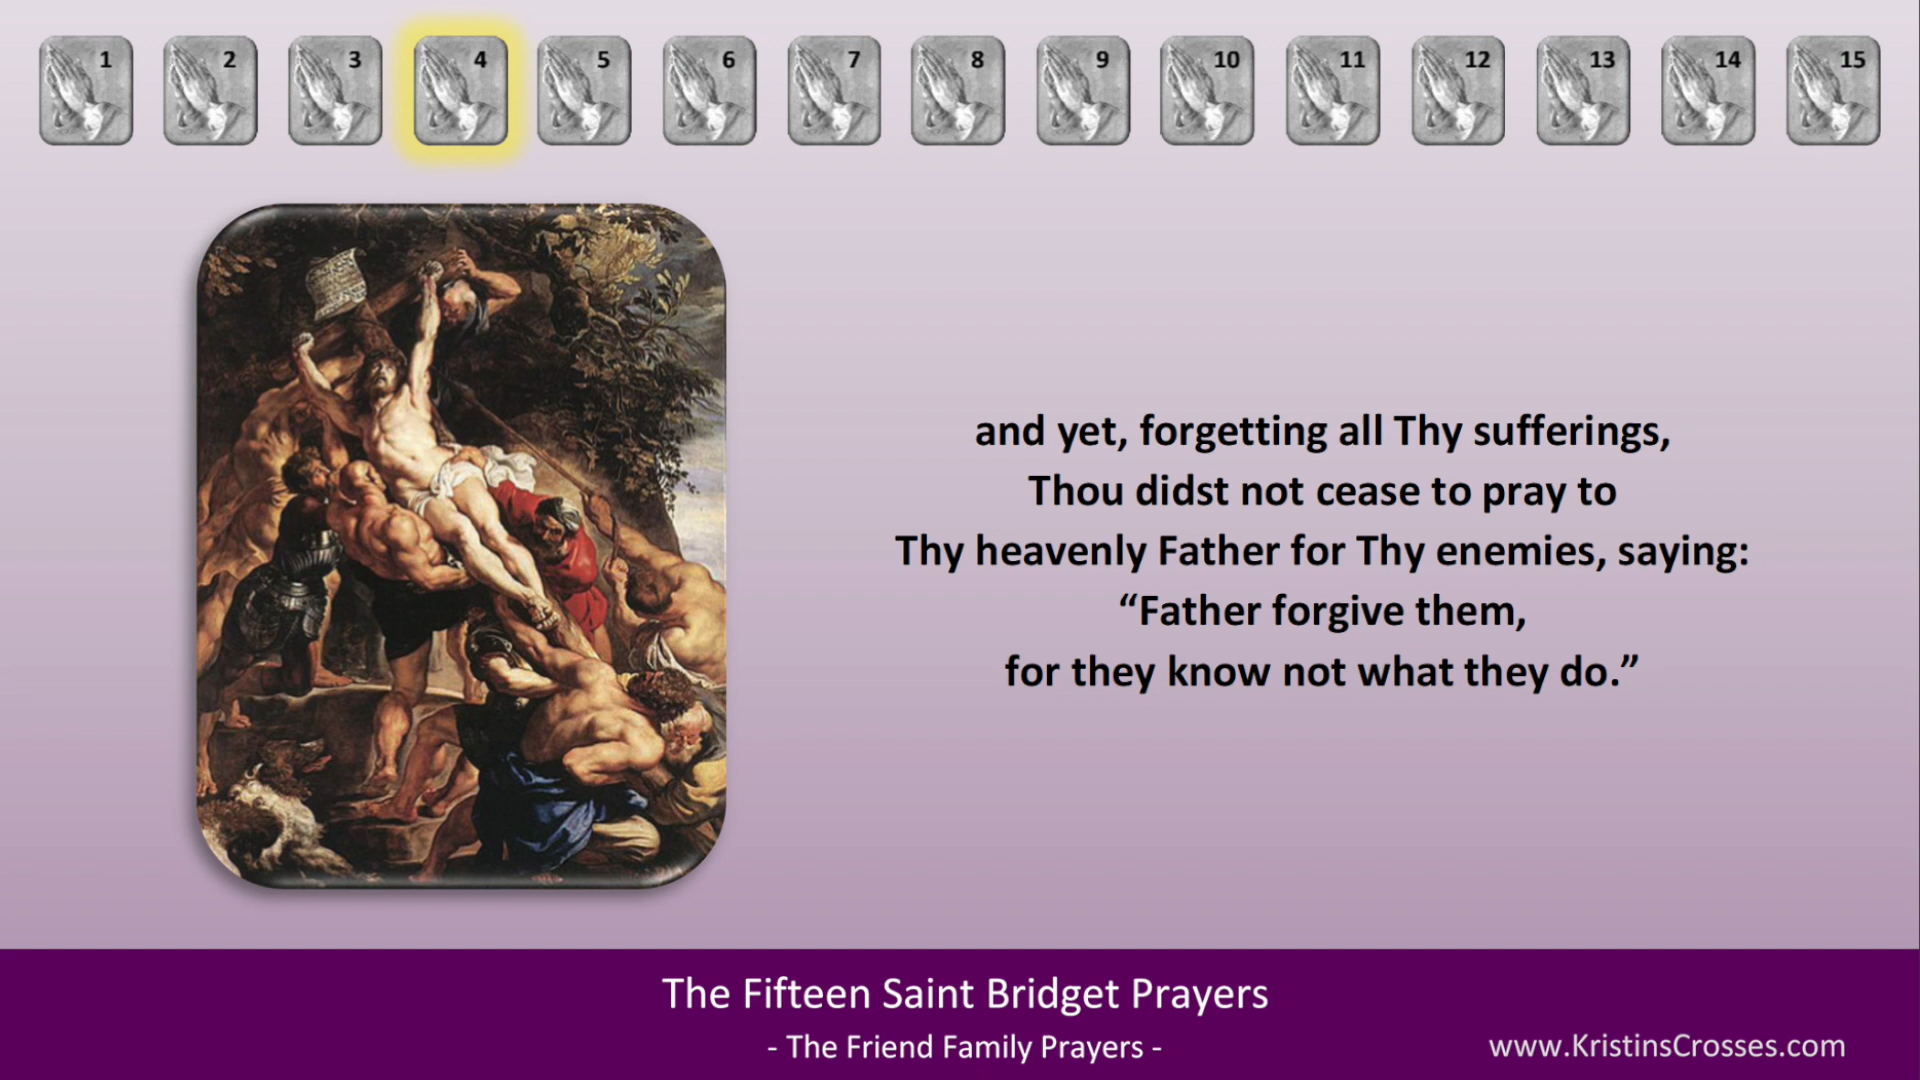 1 2 3 4 5 6 7 8 9 10 11 12 13 14 15
and yet, forgetting all Thy sufferings,
Thou didst not cease to pray to
Thy heavenly Father for Thy enemies, saying:
“Father forgive them,
for they know not what they do.”
The Fifteen Saint Bridget Prayers
- The Friend Family Prayers -
www.KristinsCrosses.com